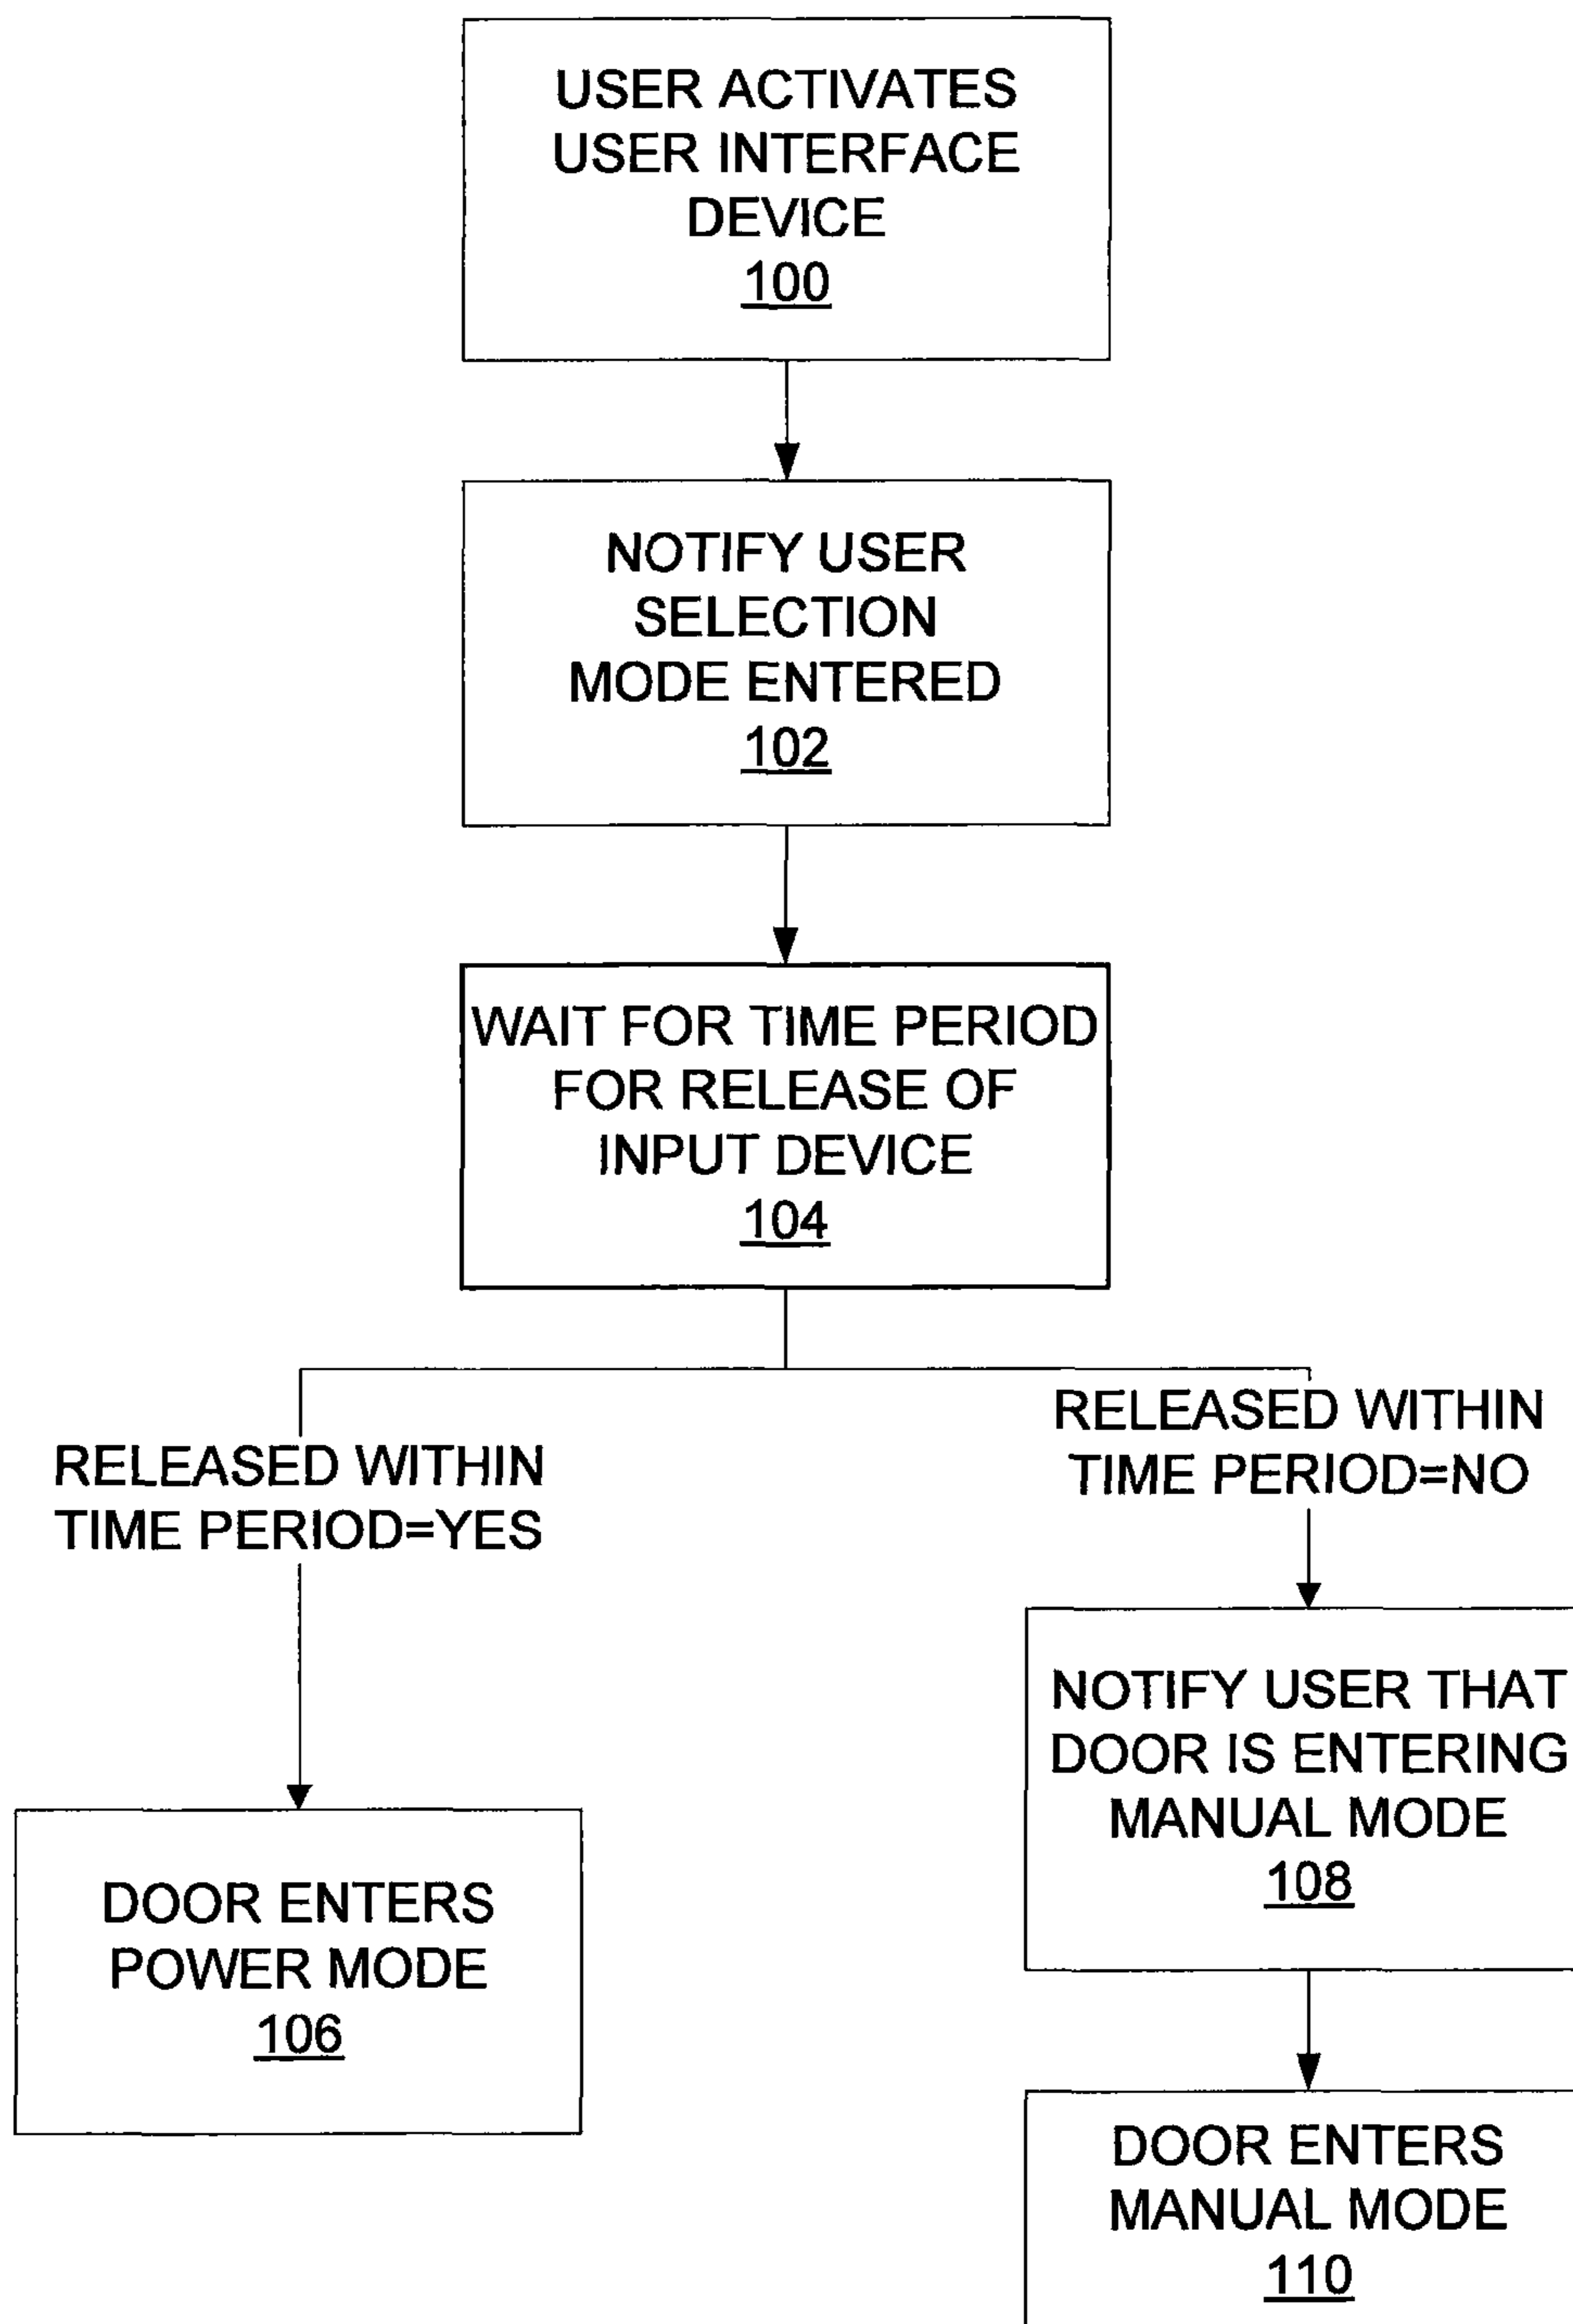 USER ACTIVATES
USER INTERFACE
DEVICE
100
NOTIFY USER
SELECTION
MODE ENTERED
102
WAIT FOR TIME PERIOD
FOR RELEASE OF
INPUT DEVICE
104
RELEASED WITHIN
TIME PERIOD=YES
DOOR ENTERS
POWER MODE
106
RELEASED WITHIN
TIME PERIOD=NO
NOTIFY USER THAT
DOOR IS ENTERING
MANUAL MODE
108
DOOR ENTERS
MANUAL MODE
110